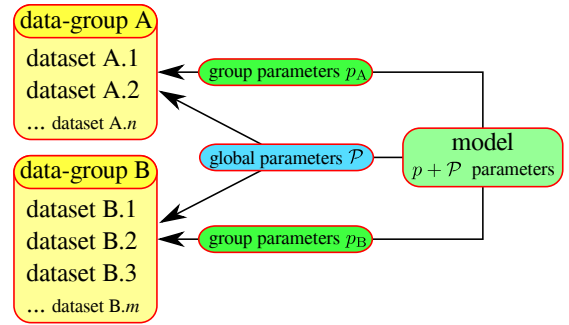 data-group A
dataset A.1
dataset A.2
... dataset A.n
group parameters pA
global parameters 𝒫
model
p + 𝒫 parameters
data-group B
dataset B.1
dataset B.2
dataset B.3
... dataset B.m
group parameters pB